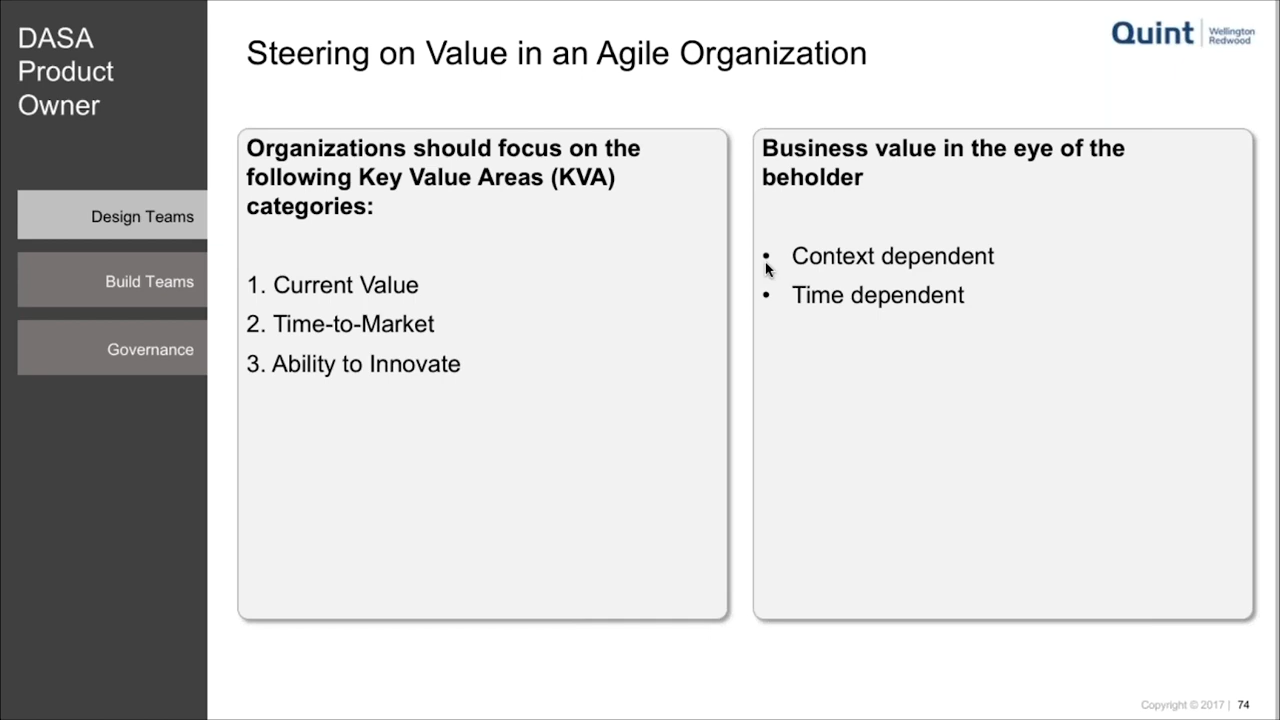 DASA
Product
Owner
Design Teams
Build Teams
Governance
Steering on Value in an Agile Organization
Quint
Wellington
Redwood
Organizations should focus on the
following Key Value Areas (KVA)
categories:
1. Current Value
2. Time-to-Market
3. Ability to Innovate
Business value in the eye of the
beholder
• Context dependent
• Time dependent
Copyright © 2017 | 74